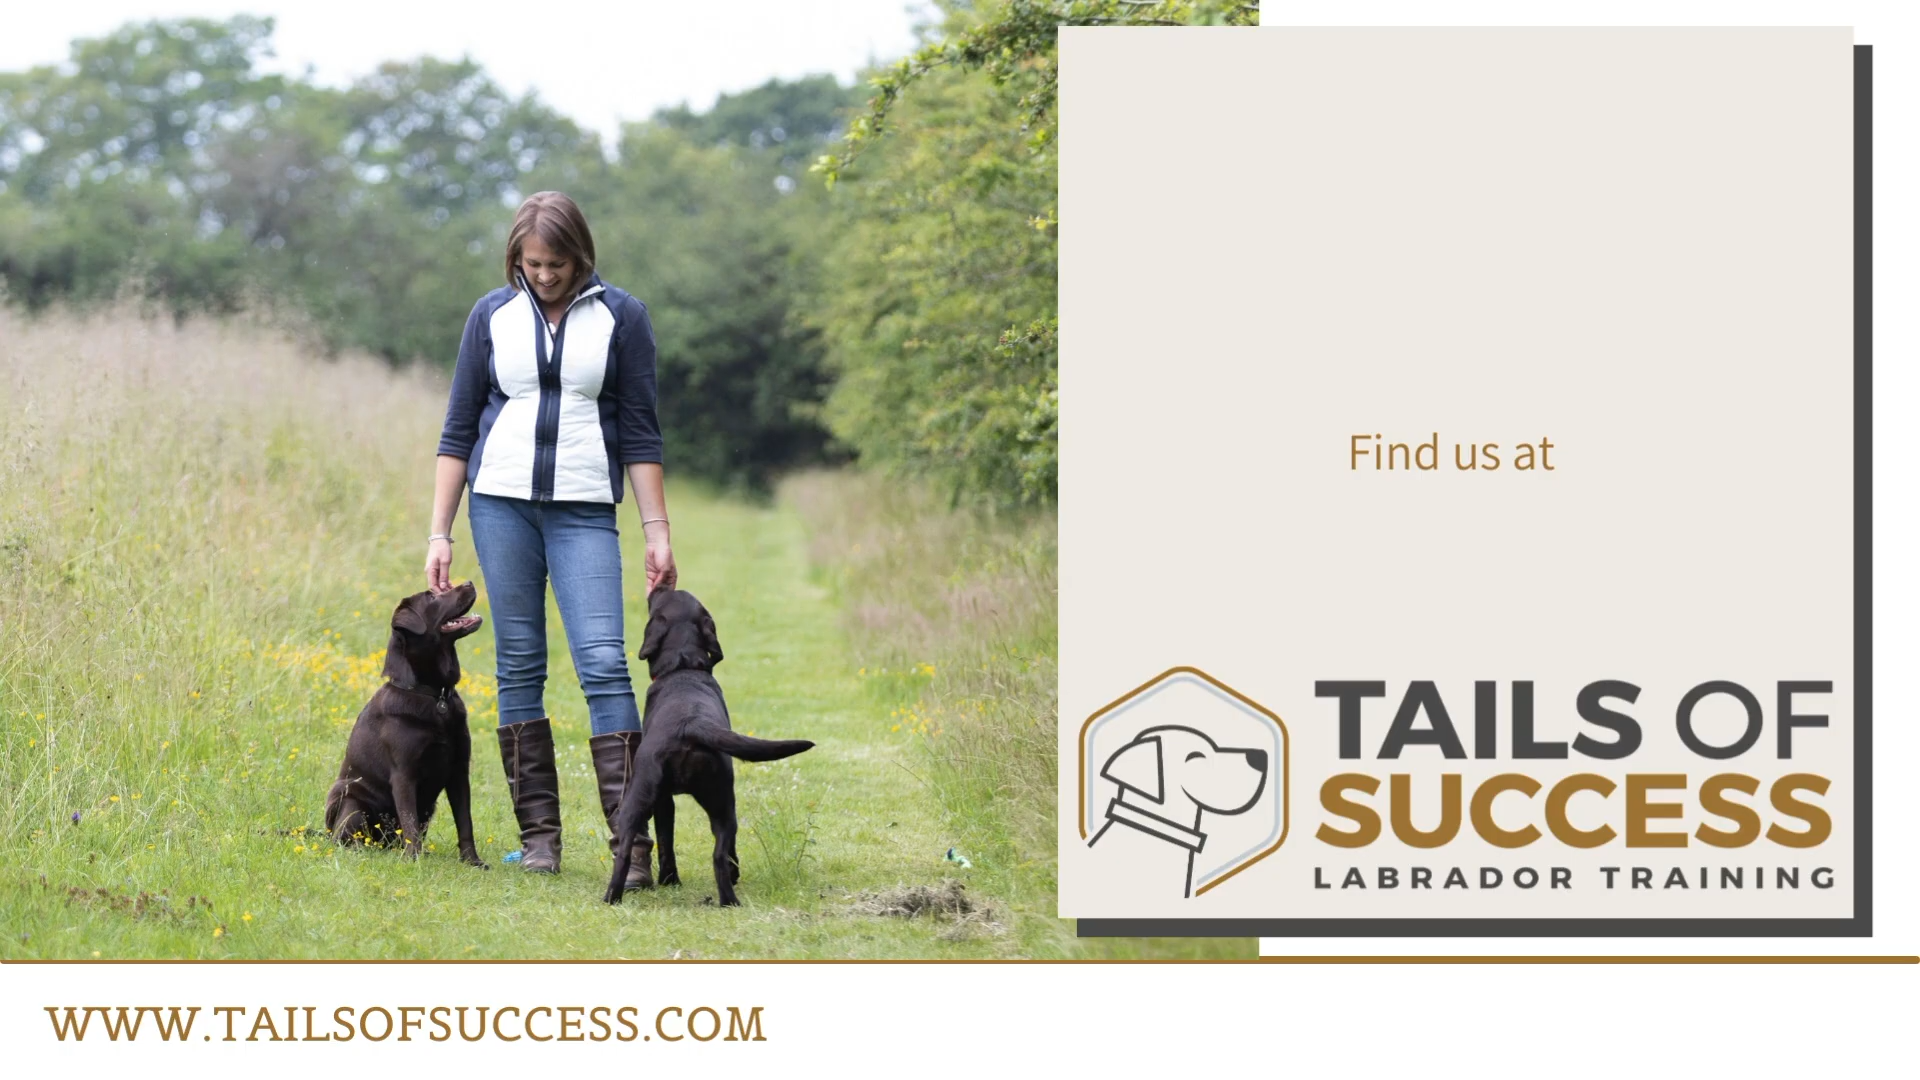 Find us at
TAILS OF
SUCCESS
LABRADOR TRAINING
WWW.TAILSOFSUCCESS.COM